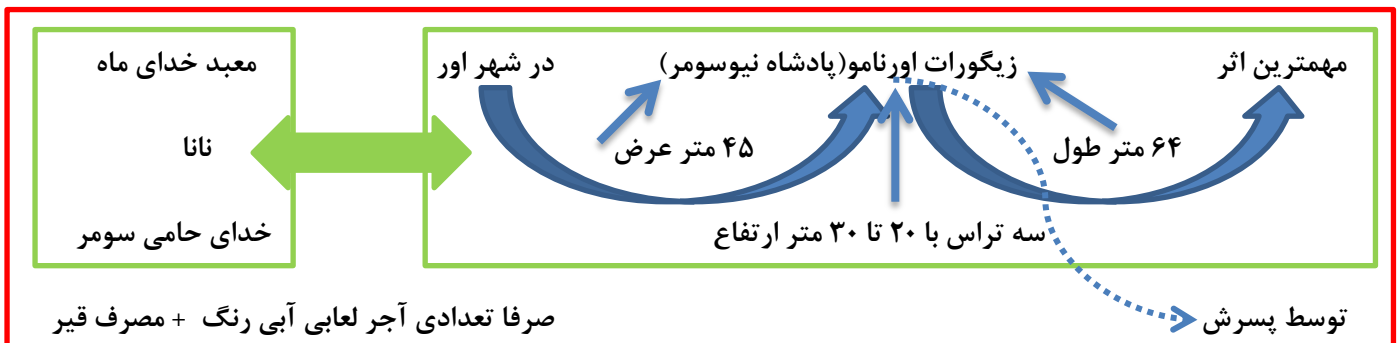 مهمترین اثر
زیگورات اورنامو(پادشاه نیوسومر)
در شهر اور
۶۴ متر طول
۴۵ متر عرض
سه تراس با ۲۰ تا ۳۰ متر ارتفاع
معبد خدای ماه
نانا
خدای حامی سومر
توسط پسرش
صرفا تعدادی آجر لعابی آبی رنگ + مصرف قیر